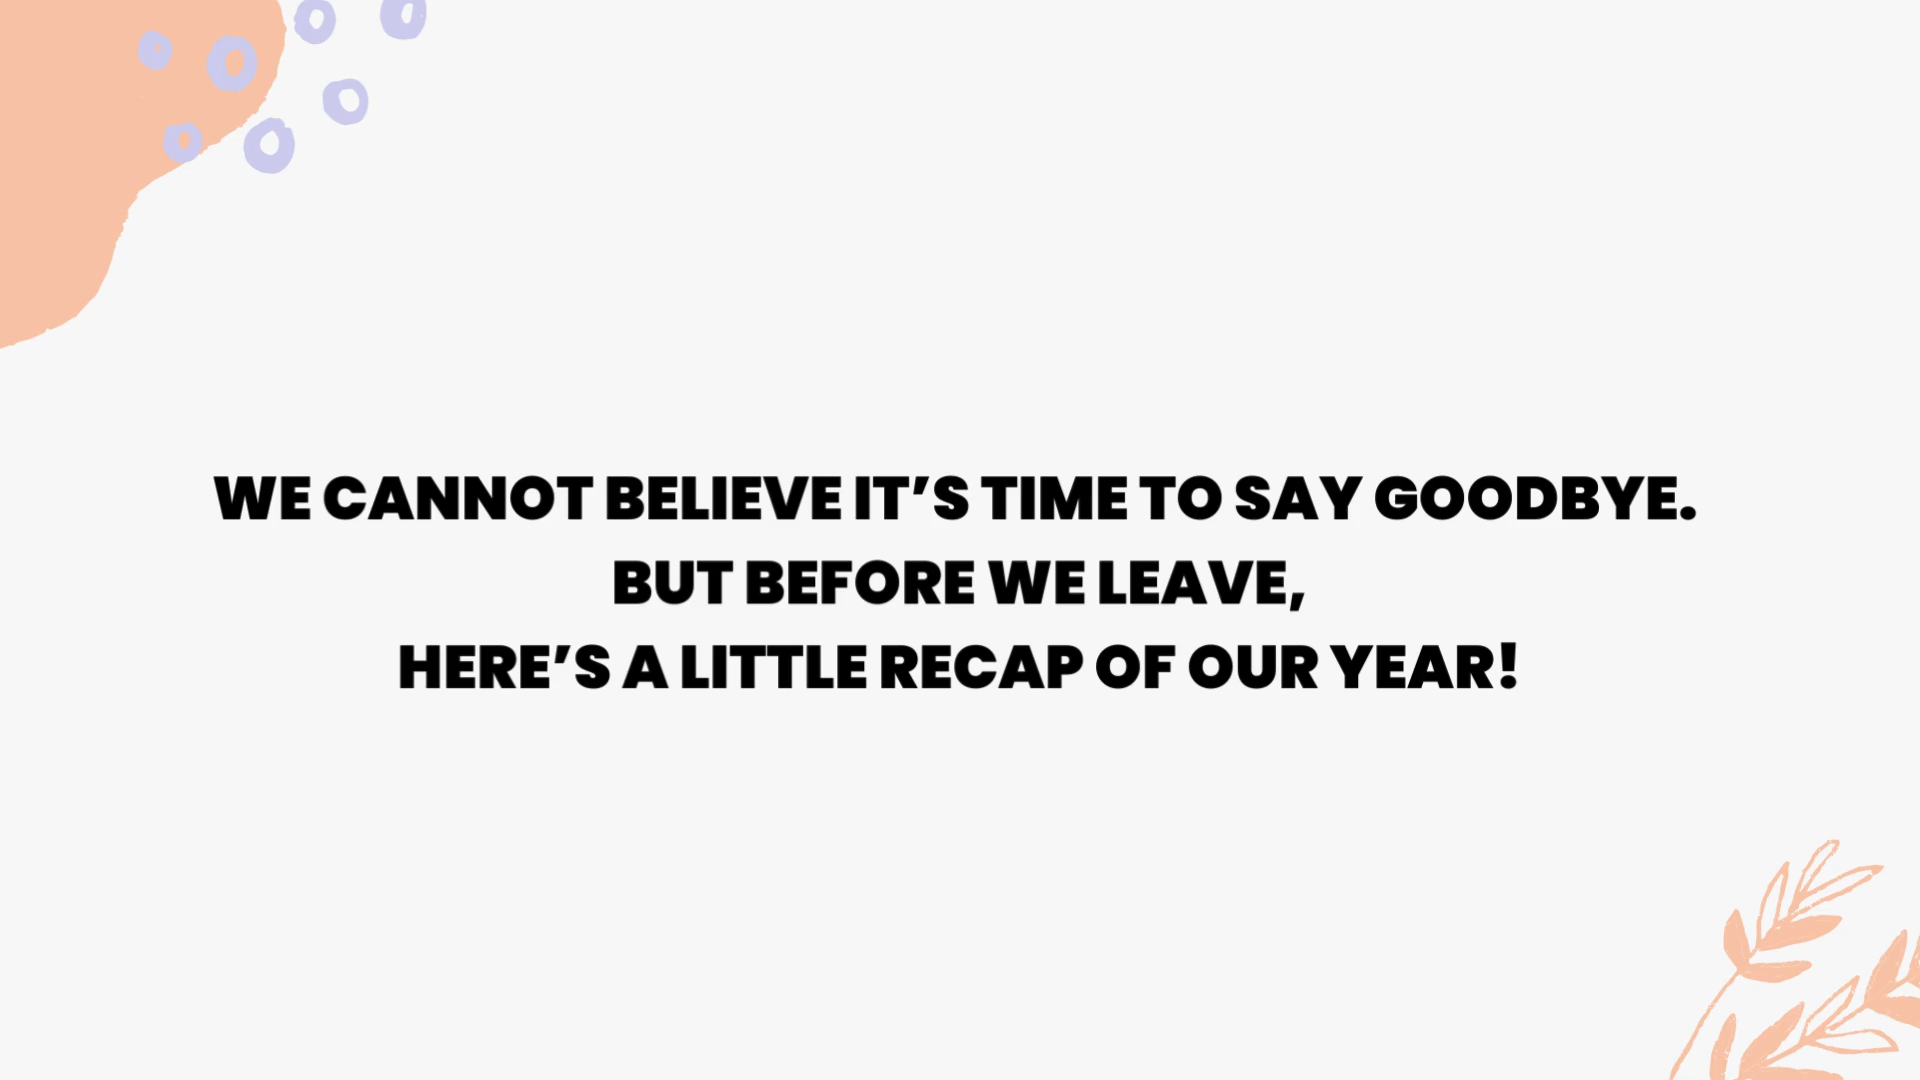 WE CANNOT BELIEVE IT’S TIME TO SAY GOODBYE.
BUT BEFORE WE LEAVE,
HERE’S A LITTLE RECAP OF OUR YEAR!